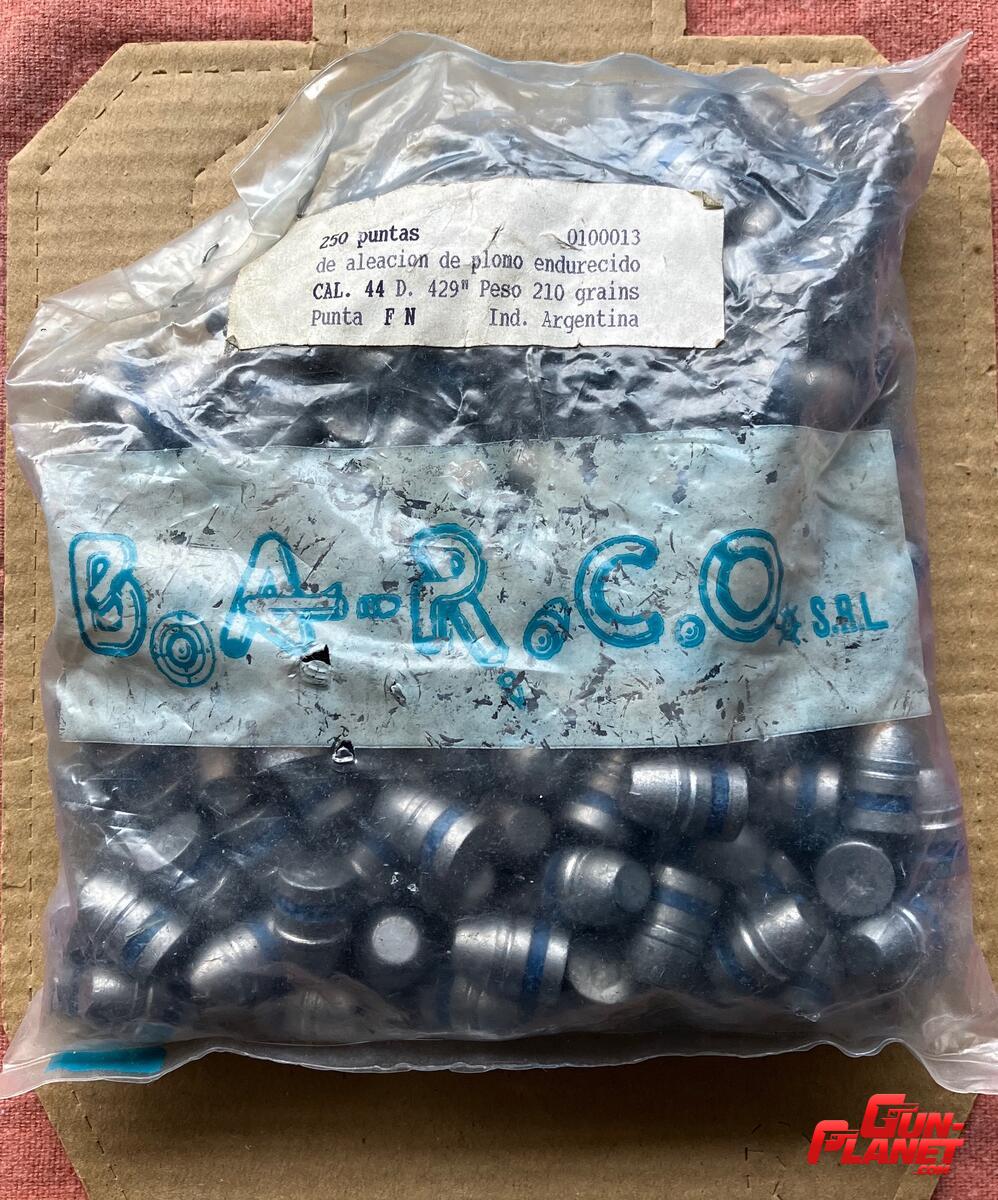 250 puntas 0100013
de aleacion de plomo endurecido
CAL. 44 D. 429" Peso 210 grains
Punta F N Ind. Argentina
B.A.R.C.O. S.R.L
GUN-
PLANET
.COM